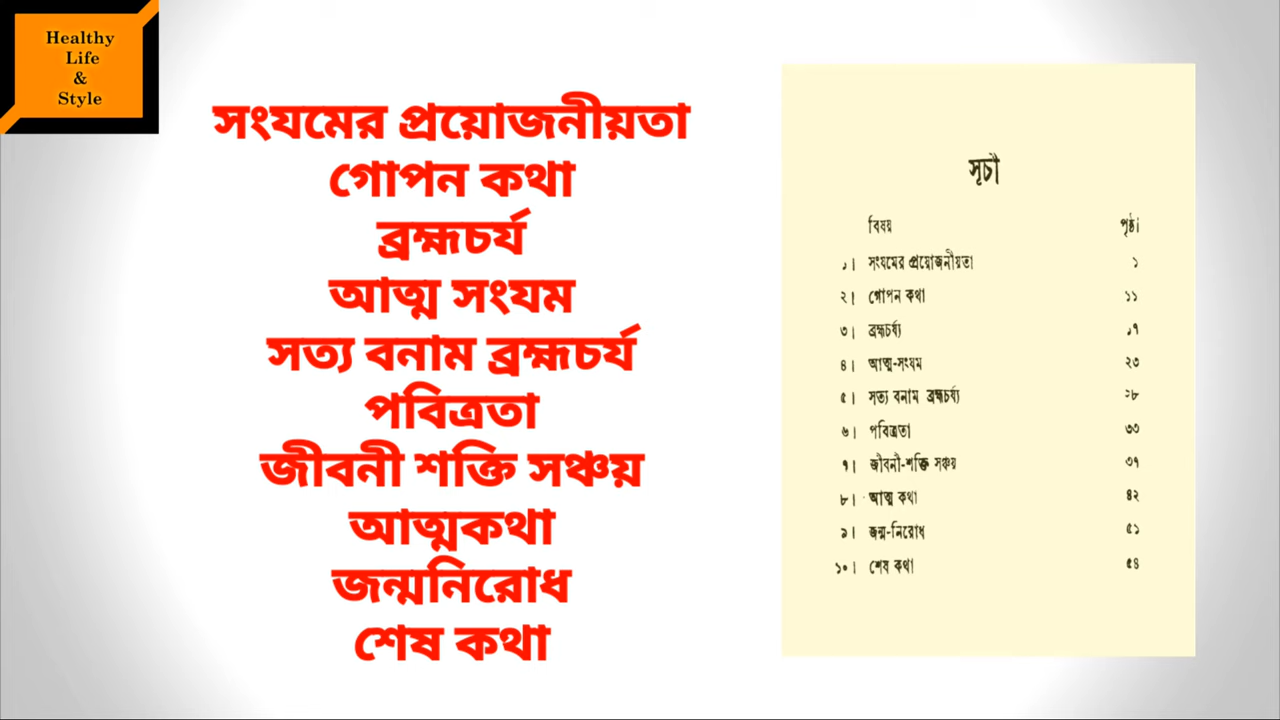 Healthy
Life
&
Style
সংযমের প্রয়োজনীয়তা
গোপন কথা
ব্রহ্মচর্য
আত্ম সংযম
সত্য বনাম ব্রহ্মচর্য
পবিত্রতা
জীবনী শক্তি সঞ্চয়
আত্মকথা
জন্মনিরোধ
শেষ কথা
সূচী
বিষয় পৃষ্ঠা
১। সংযমের প্রয়োজনীয়তা ১
২। গোপন কথা ১১
৩। ব্রহ্মচর্য্য ১৭
৪। আত্ম-সংযম ২৩
৫। সত্য বনাম ব্রহ্মচর্য্য ২৮
৬। পবিত্রতা ৩৩
৭। জীবনী-শক্তি সঞ্চয় ৩৭
৮। আত্ম কথা ৪২
৯। জন্ম-নিরোধ ৫১
১০। শেষ কথা ৫৪